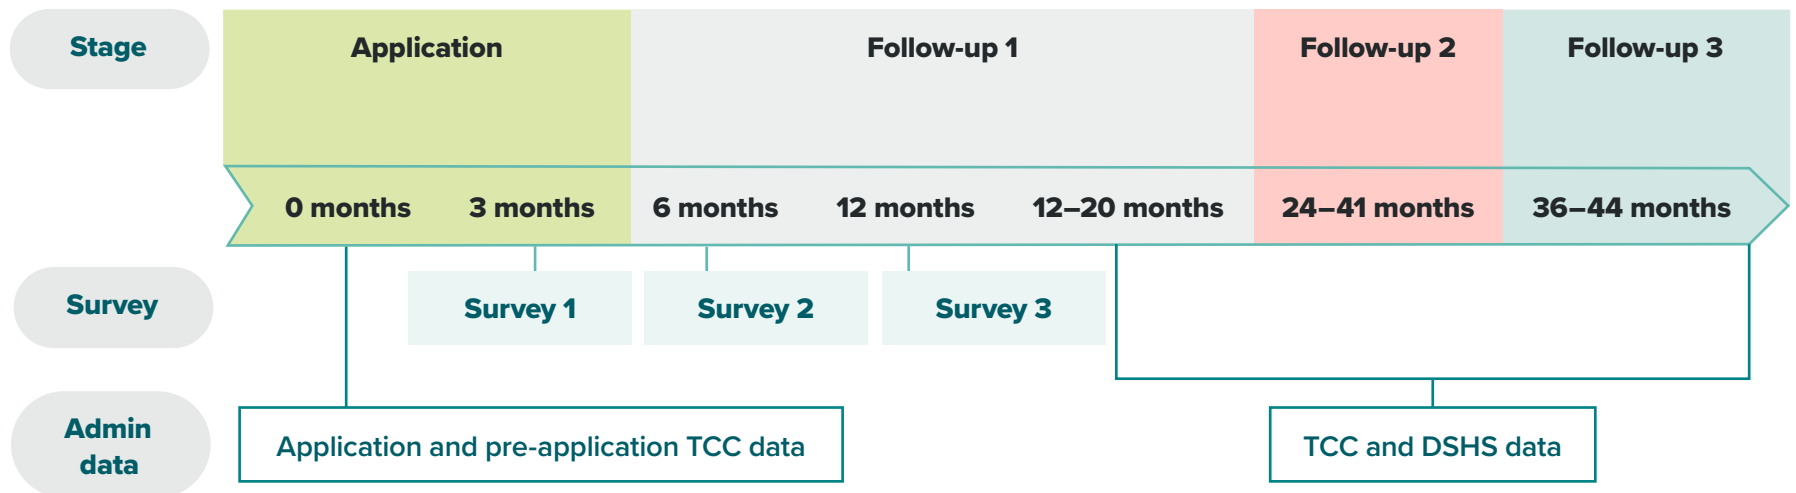 Stage
Application
Follow-up 1
Follow-up 2
Follow-up 3
0 months
3 months
6 months
12 months
12–20 months
24–41 months
36–44 months
Survey
Survey 1
Survey 2
Survey 3
Admin
data
Application and pre-application TCC data
TCC and DSHS data